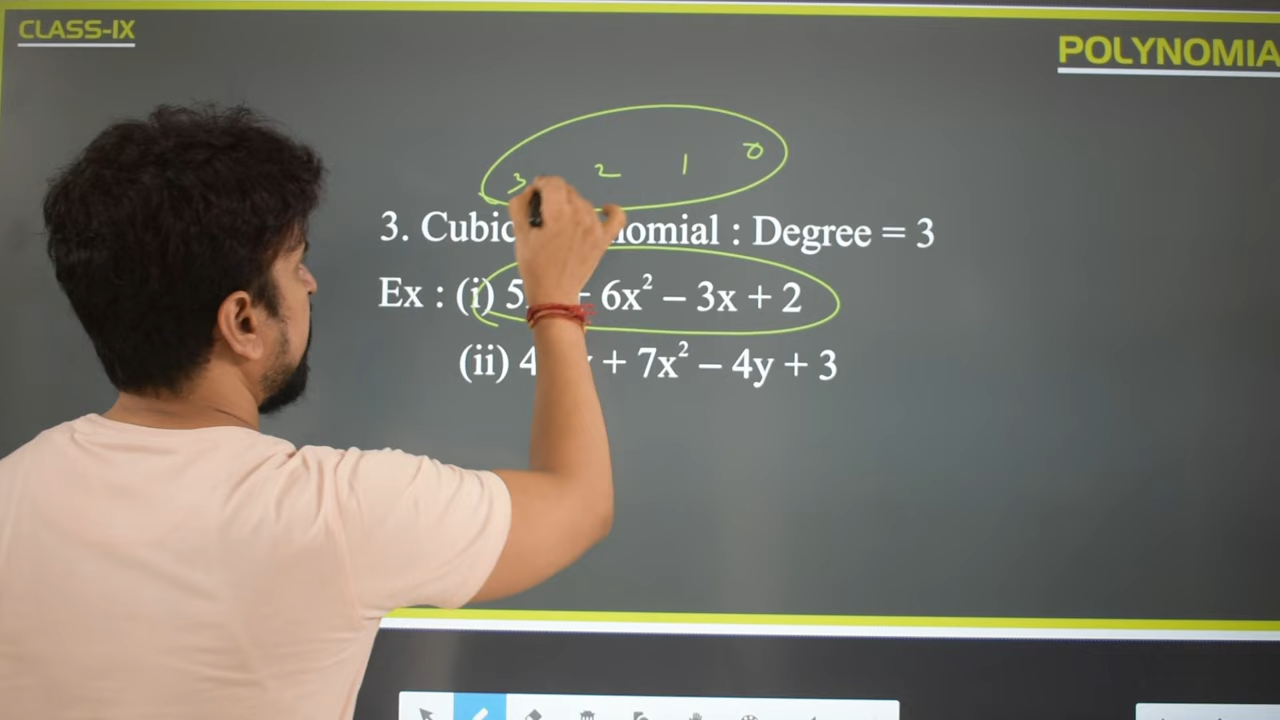 CLASS-IX
POLYNOMIA
3 2 1 0
3. Cubic : Degree = 3
Ex : (i) 5 6x² – 3x + 2
(ii) 4 + 7x² – 4y + 3